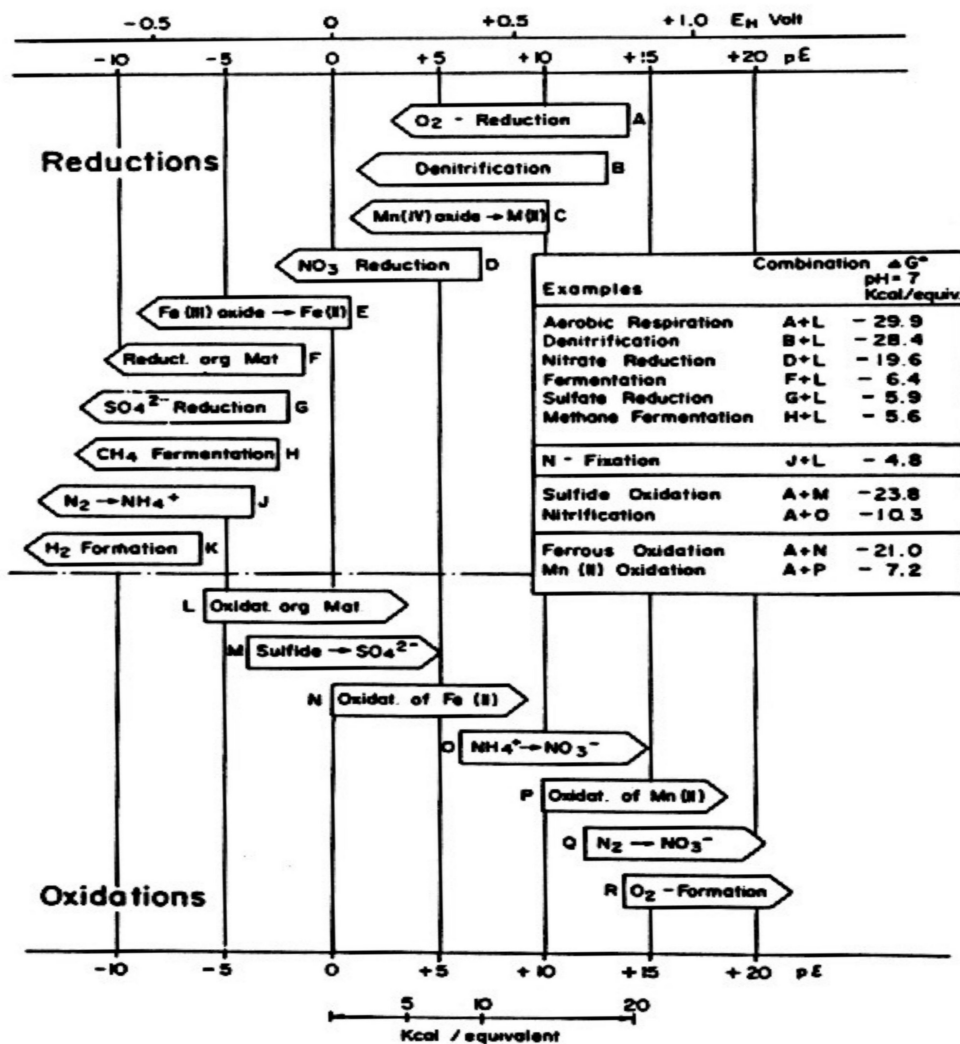 -0.5 0 +0.5 +1.0 EH Volt
-10 -5 0 +5 +10 +15 +20 pE
Reductions
O2 - Reduction A
Denitrification B
Mn(IV) oxide → M(II) C
NO3 Reduction D
Fe(III) oxide → Fe(II) E
Reduct. org Mat F
SO4 2- Reduction G
CH4 Fermentation H
N2 → NH4+ J
H2 Formation K
Combination ΔG°
pH = 7
Examples Kcal/equiv.
Aerobic Respiration A+L -29.9
Denitrification B+L -28.4
Nitrate Reduction D+L -19.6
Fermentation F+L -6.4
Sulfate Reduction G+L -5.9
Methane Fermentation H+L -5.6
N - Fixation J+L -4.8
Sulfide Oxidation A+M -23.8
Nitrification A+O -10.3
Ferrous Oxidation A+N -21.0
Mn (II) Oxidation A+P -7.2
L Oxidat. org Mat
M Sulfide → SO4 2-
N Oxidat. of Fe (II)
O NH4+ → NO3-
P Oxidat. of Mn(II)
Q N2 → NO3-
R O2 - Formation
Oxidations
-10 -5 0 +5 +10 +15 +20 pE
5 10 20
Kcal / equivalent